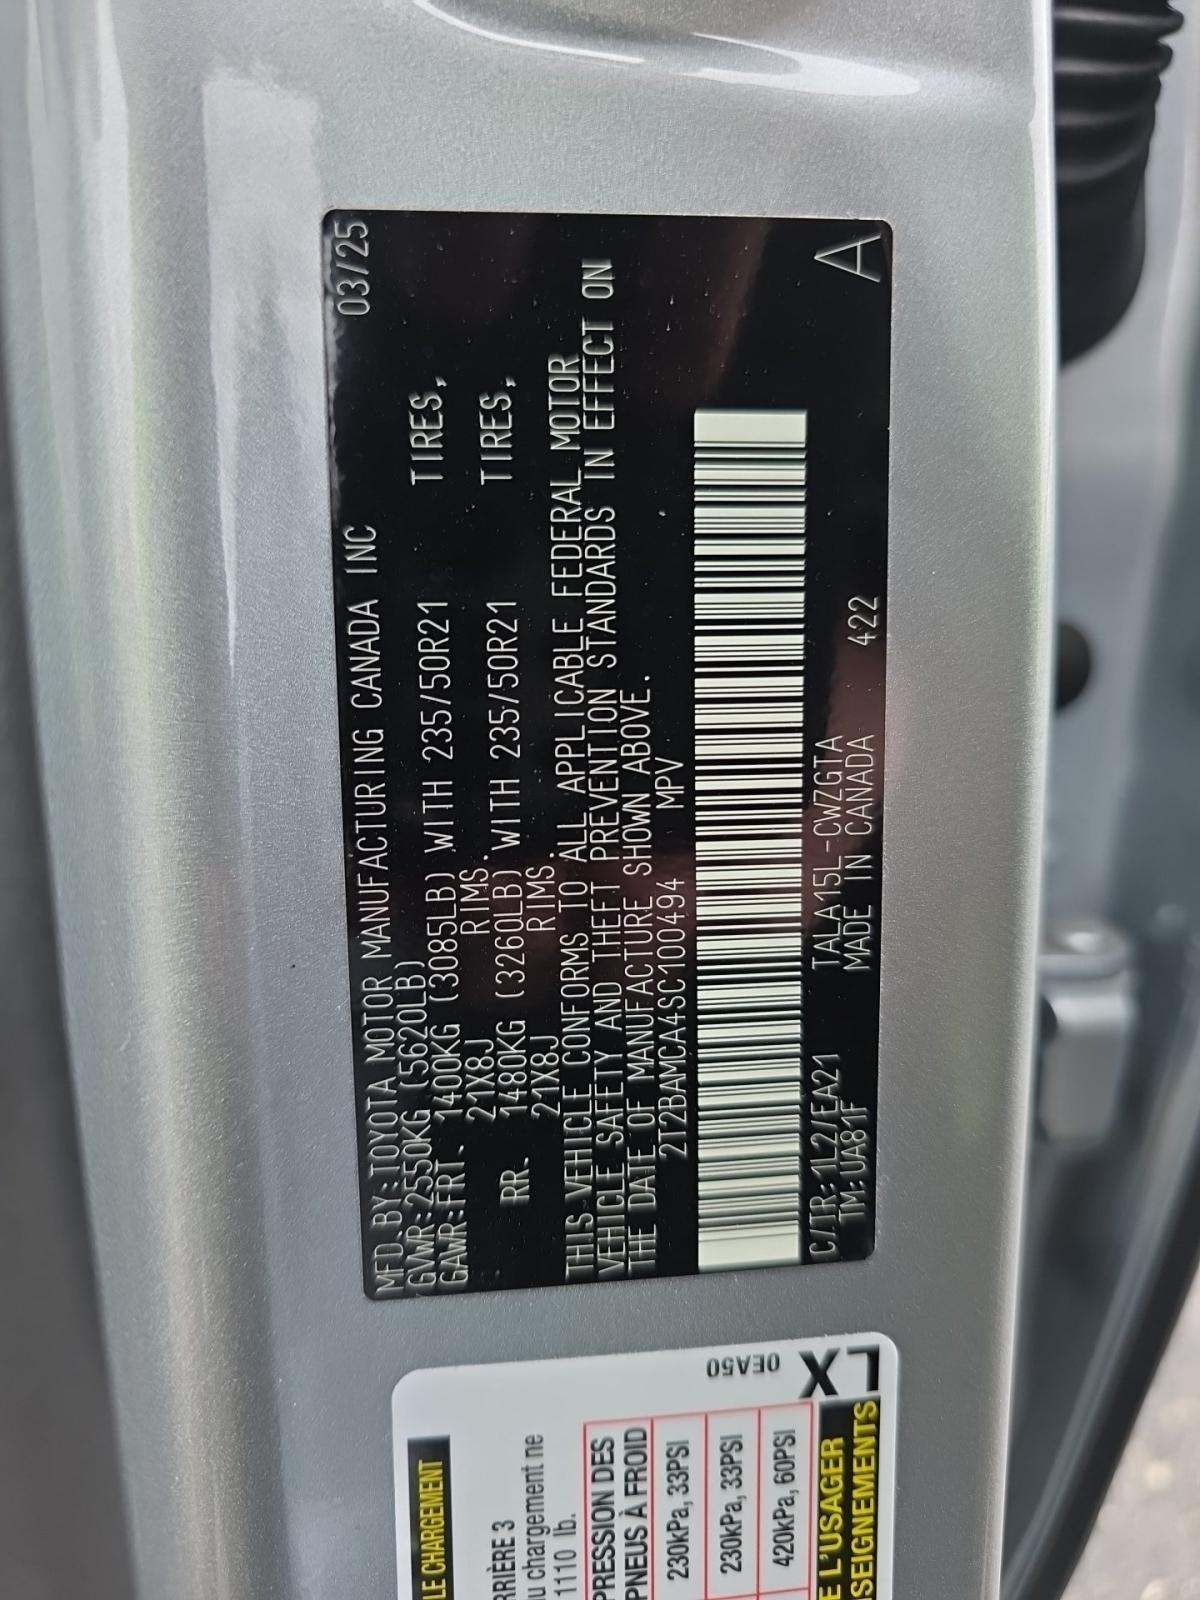 MFD.BY:TOYOTA MOTOR MANUFACTURING CANADA INC 03/25
GVWR:2550KG(5620LB)
GAWR:FRT. 1400KG (3085LB) WITH 235/50R21 TIRES,
21X8J RIMS.
RR. 1480KG (3260LB) WITH 235/50R21 TIRES,
21X8J RIMS.
THIS VEHICLE CONFORMS TO ALL APPLICABLE FEDERAL MOTOR
VEHICLE SAFETY AND THEFT PREVENTION STANDARDS IN EFFECT ON
THE DATE OF MANUFACTURE SHOWN ABOVE.
2T2BAMCA4SC100494 MPV
C/TR:1L2/EA21 TALA15L-CWZGTA A
TM:UA81F MADE IN CANADA 422
LE CHARGEMENT
RRIÈRE 3
u chargement ne
1110 lb.
PRESSION DES
PNEUS À FROID
230kPa, 33PSI
230kPa, 33PSI
420kPa, 60PSI
E L'USAGER
SEIGNEMENTS
LX
0EA50